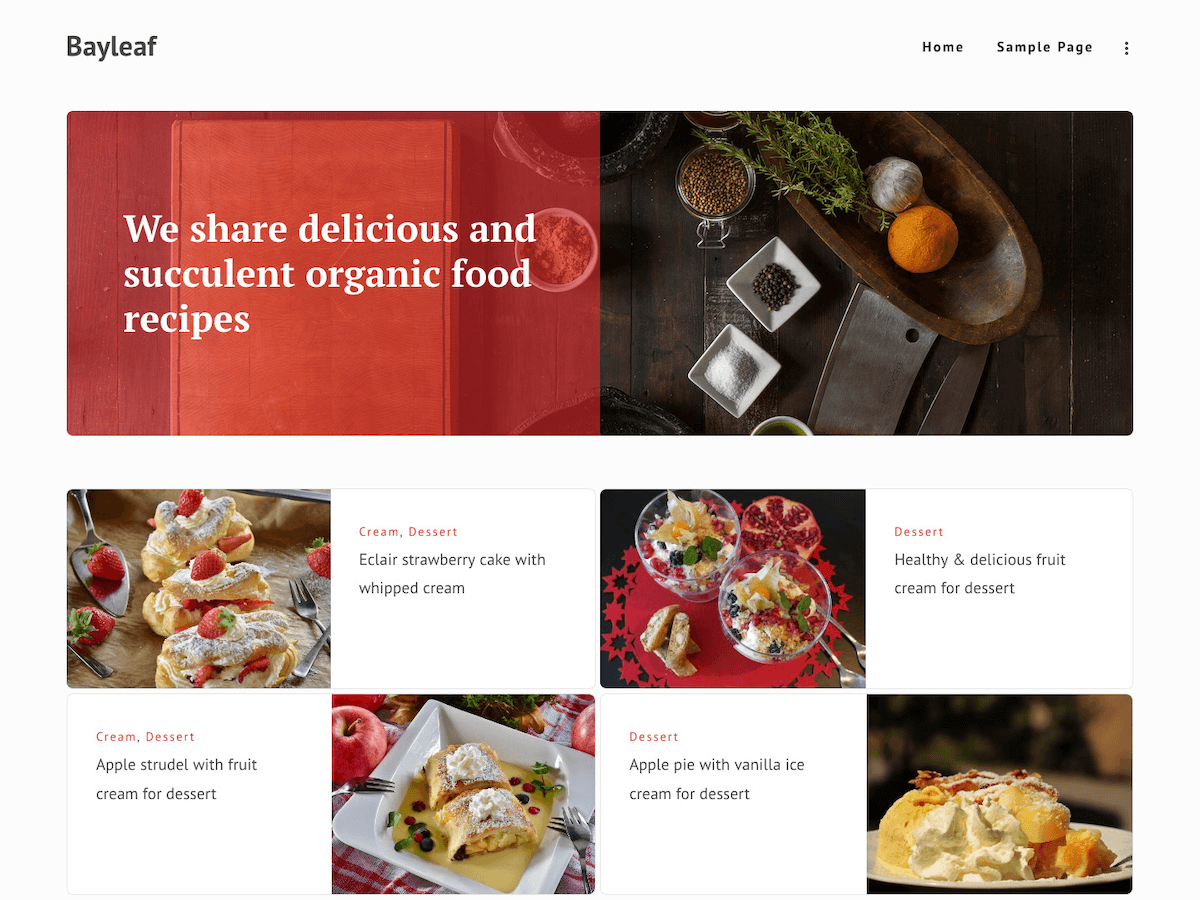 Bayleaf
Home Sample Page
We share delicious and
succulent organic food
recipes
Cream, Dessert
Eclair strawberry cake with
whipped cream
Dessert
Healthy & delicious fruit
cream for dessert
Cream, Dessert
Apple strudel with fruit
cream for dessert
Dessert
Apple pie with vanilla ice
cream for dessert